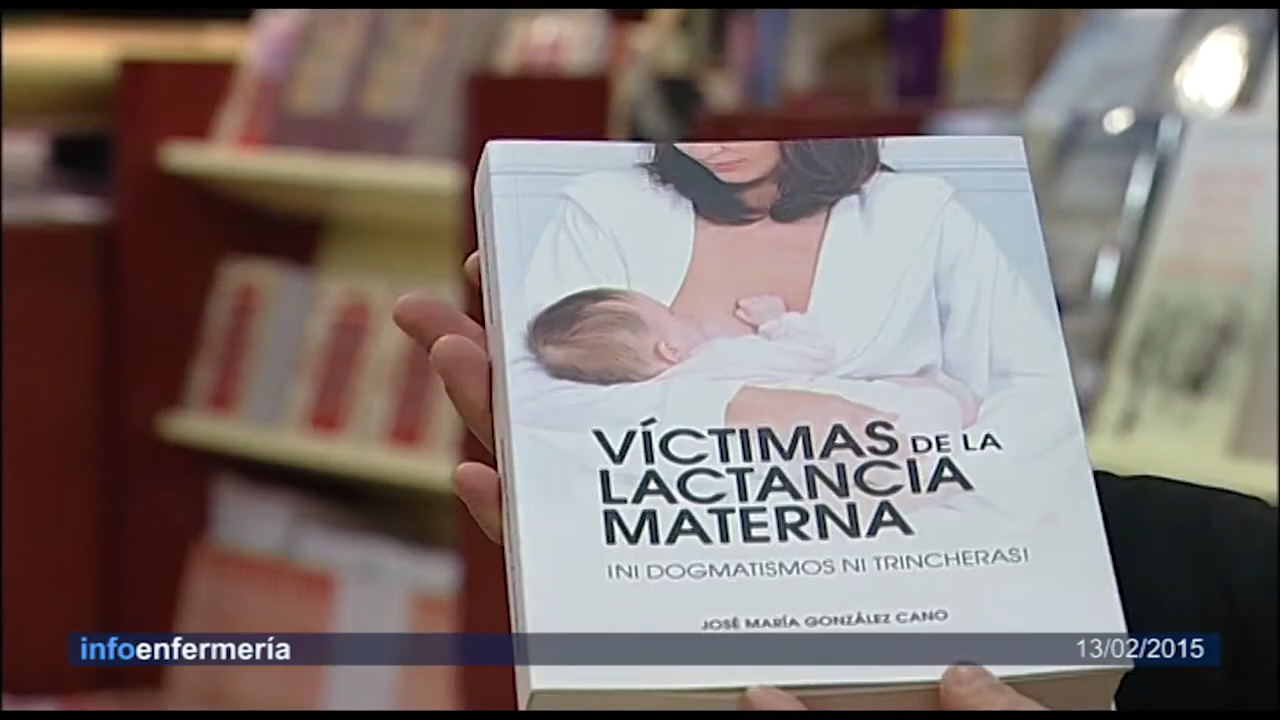 VÍCTIMAS DE LA
LACTANCIA
MATERNA
¡NI DOGMATISMOS NI TRINCHERAS!
JOSÉ MARÍA GONZÁLEZ CANO
infoenfermería
13/02/2015